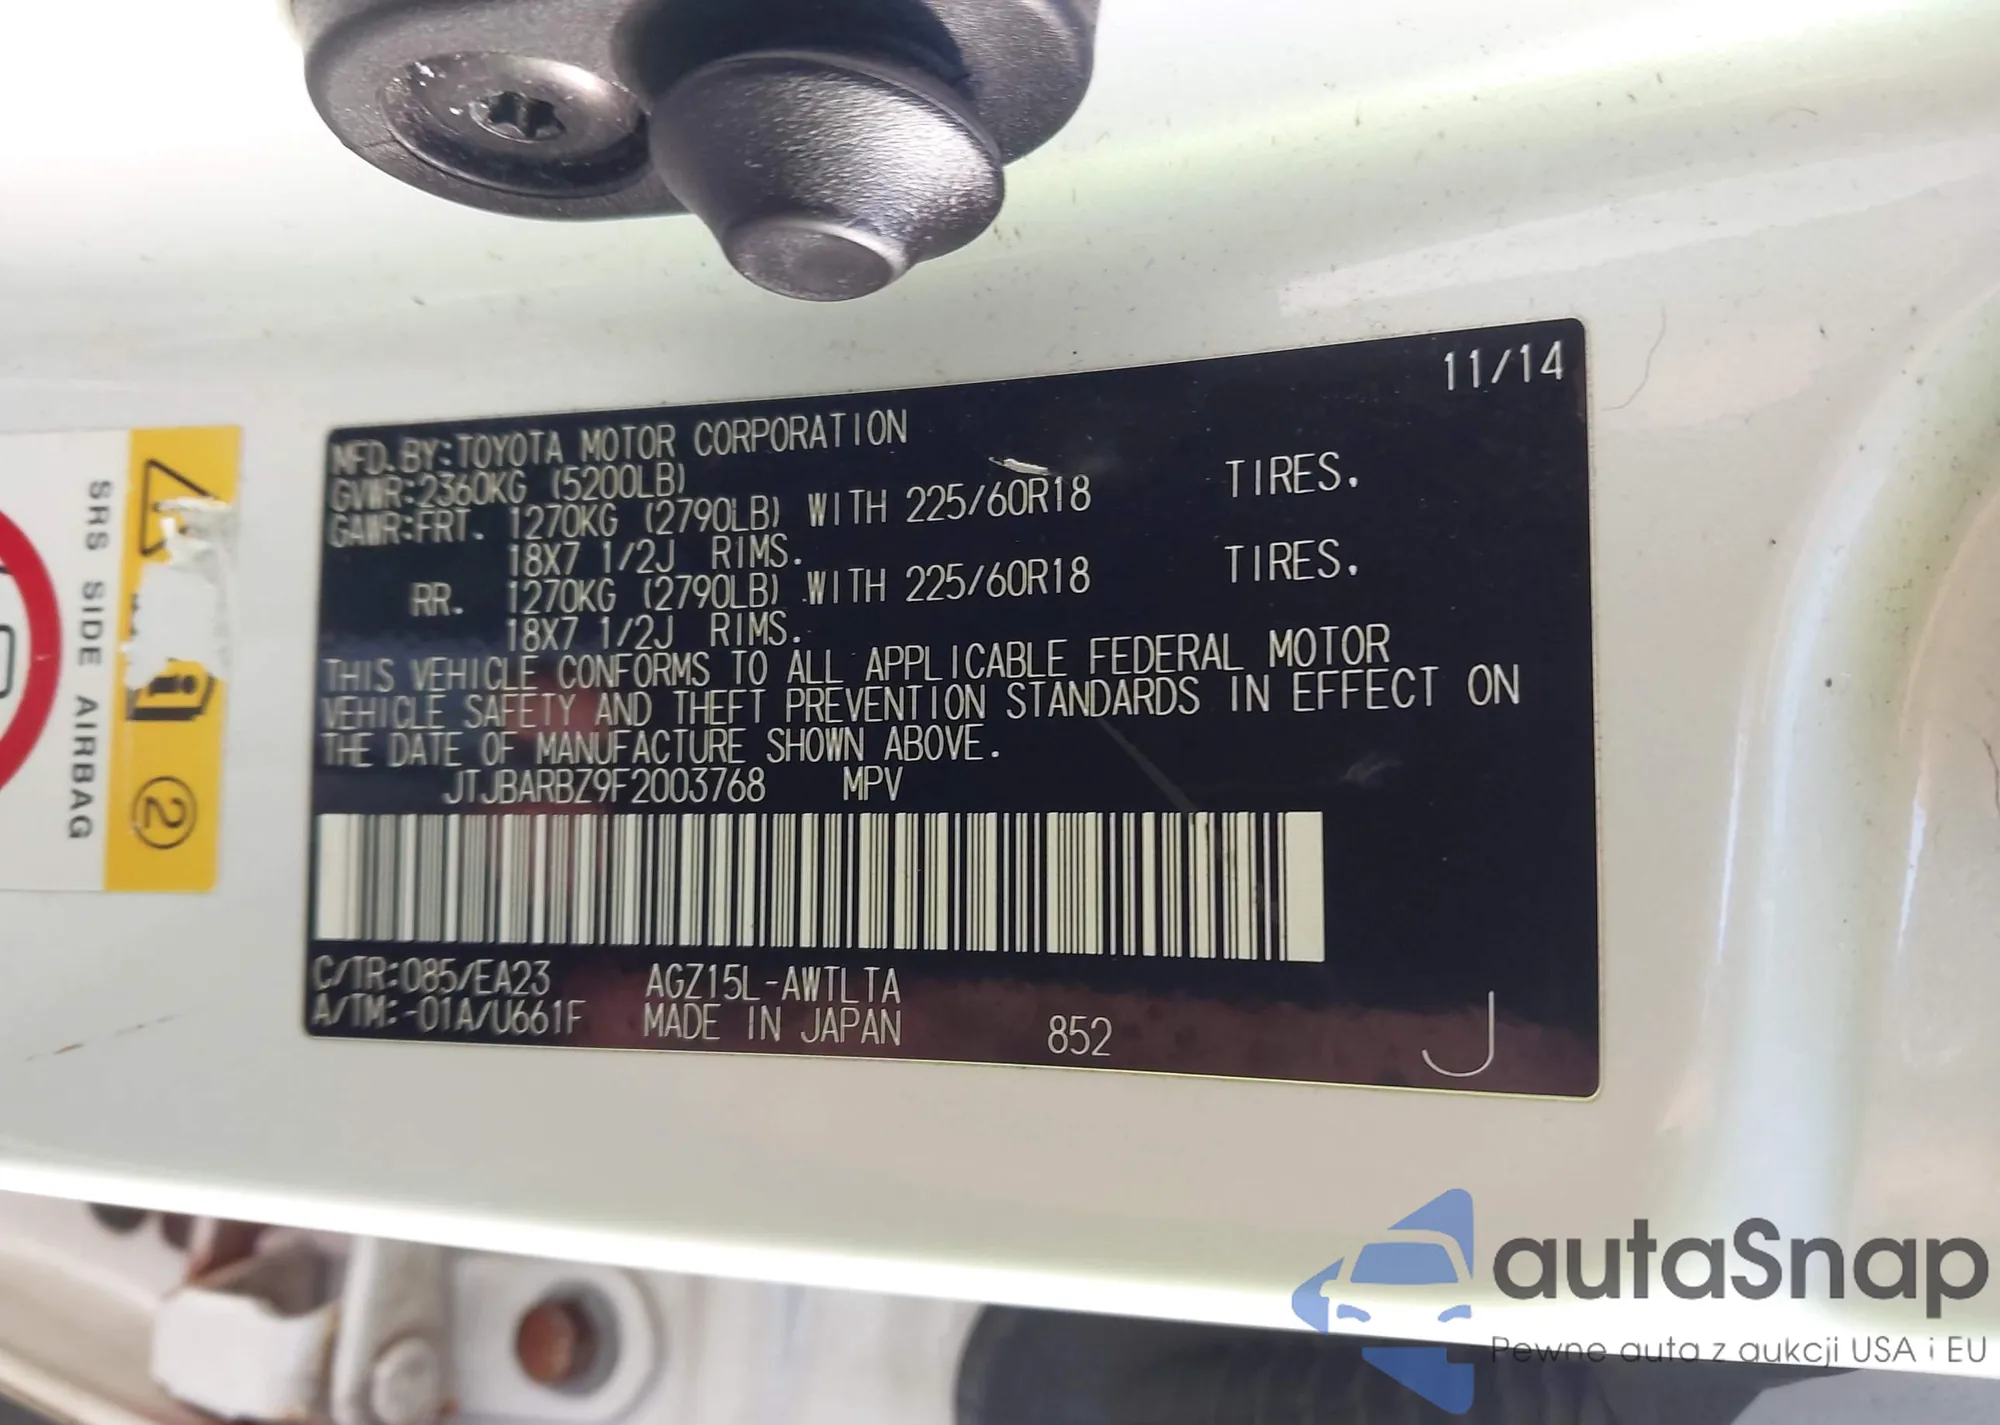 11/14
MFD.BY:TOYOTA MOTOR CORPORATION
GVWR:2360KG (5200LB)
GAWR:FRT. 1270KG (2790LB) WITH 225/60R18 TIRES.
18X7 1/2J RIMS.
RR. 1270KG (2790LB) WITH 225/60R18 TIRES.
18X7 1/2J RIMS.
THIS VEHICLE CONFORMS TO ALL APPLICABLE FEDERAL MOTOR
VEHICLE SAFETY AND THEFT PREVENTION STANDARDS IN EFFECT ON
THE DATE OF MANUFACTURE SHOWN ABOVE.
JTJBARBZ9F2003768 MPV
C/TR:085/EA23 AGZ15L-AWTLTA
A/TM:-01A/U661F MADE IN JAPAN 852 J
SRS SIDE AIRBAG
2
autaSnap
Pewne auta z aukcji USA i EU